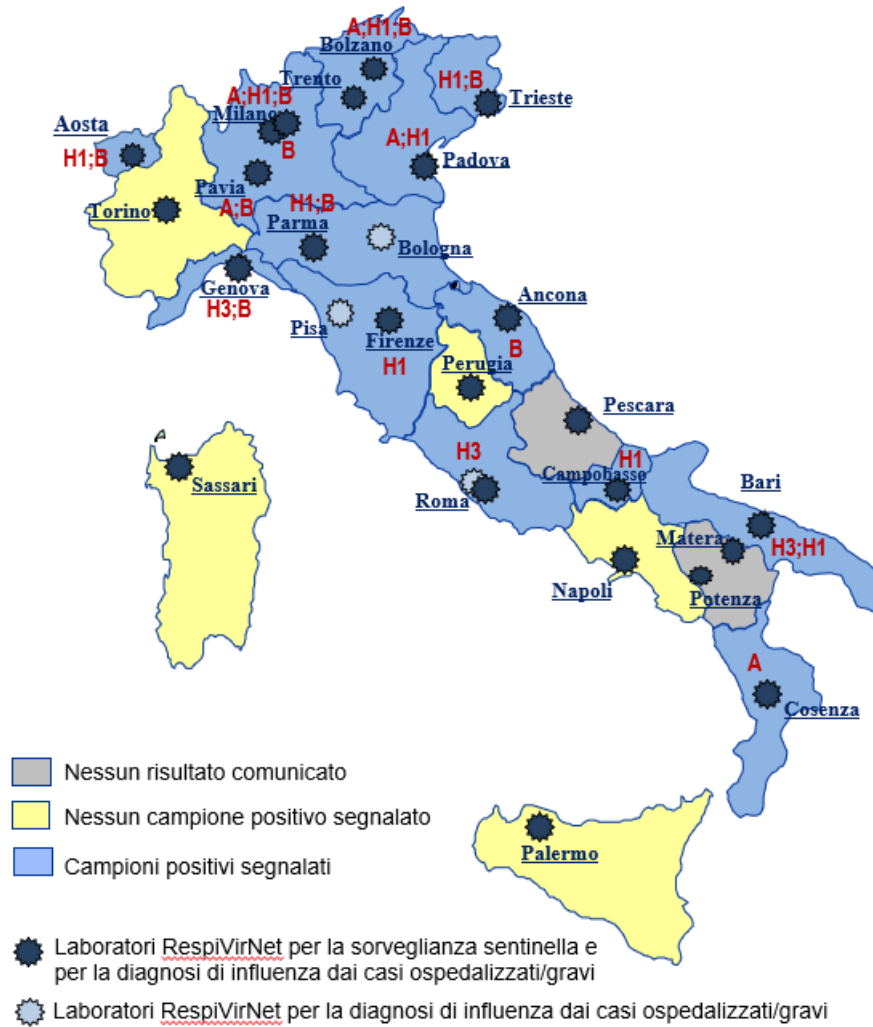 A;H1;B
Bolzano
Trento
H1;B
Trieste
A;H1;B
Milano
B
Aosta
H1;B
A;H1
Padova
Pavia
A;B
Torino
H1;B
Parma
Bologna
Genova
H3;B
Pisa
Firenze
H1
Ancona
B
Perugia
Pescara
H3
Roma
H1
Campobasso
Bari
H3;H1
Matera
Potenza
Napoli
Sassari
A
Cosenza
Palermo
Nessun risultato comunicato
Nessun campione positivo segnalato
Campioni positivi segnalati
Laboratori RespiVirNet per la sorveglianza sentinella e
per la diagnosi di influenza dai casi ospedalizzati/gravi
Laboratori RespiVirNet per la diagnosi di influenza dai casi ospedalizzati/gravi